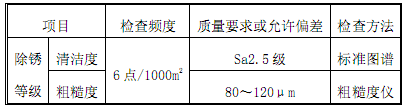 项目 检查频度 质量要求或允许偏差 检查方法
除锈等级 清洁度 6点/1000m² Sa2.5级 标准图谱
粗糙度 80～120μm 粗糙度仪